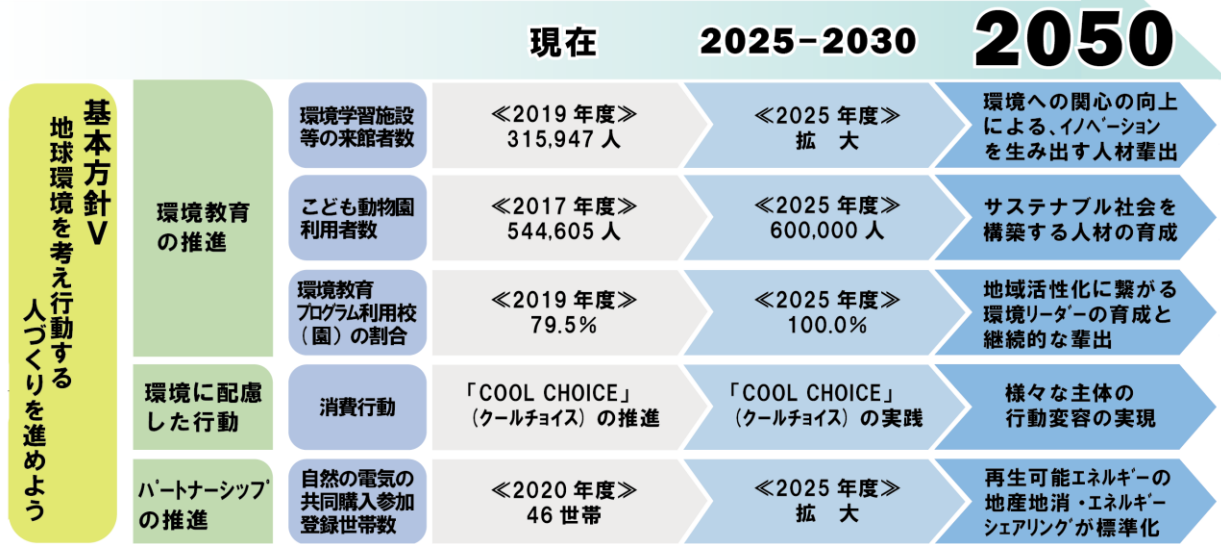 現在
2025-2030
2050
基本方針Ⅴ
地球環境を考え行動する
人づくりを進めよう
環境教育
の推進
環境学習施設
等の来館者数
≪2019 年度≫
315,947 人
≪2025 年度≫
拡　大
環境への関心の向上
による、イノベーション
を生み出す人材輩出
こども動物園
利用者数
≪2017 年度≫
544,605 人
≪2025 年度≫
600,000 人
サステナブル社会を
構築する人材の育成
環境教育
プログラム利用校
(園) の割合
≪2019 年度≫
79.5%
≪2025 年度≫
100.0%
地域活性化に繋がる
環境リーダーの育成と
継続的な輩出
環境に配慮
した行動
消費行動
「COOL CHOICE」
(クールチョイス) の推進
「COOL CHOICE」
(クールチョイス) の実践
様々な主体の
行動変容の実現
パートナーシップ
の推進
自然の電気の
共同購入参加
登録世帯数
≪2020 年度≫
46 世帯
≪2025 年度≫
拡　大
再生可能エネルギーの
地産地消・エネルギー
シェアリングが標準化